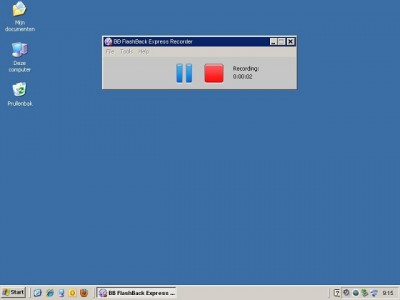 Mijn
documenten
Deze
computer
Prullenbak
BB FlashBack Express Recorder
File Tools Help
Recording:
0:00:02
Start
BB FlashBack Express ...
9:15